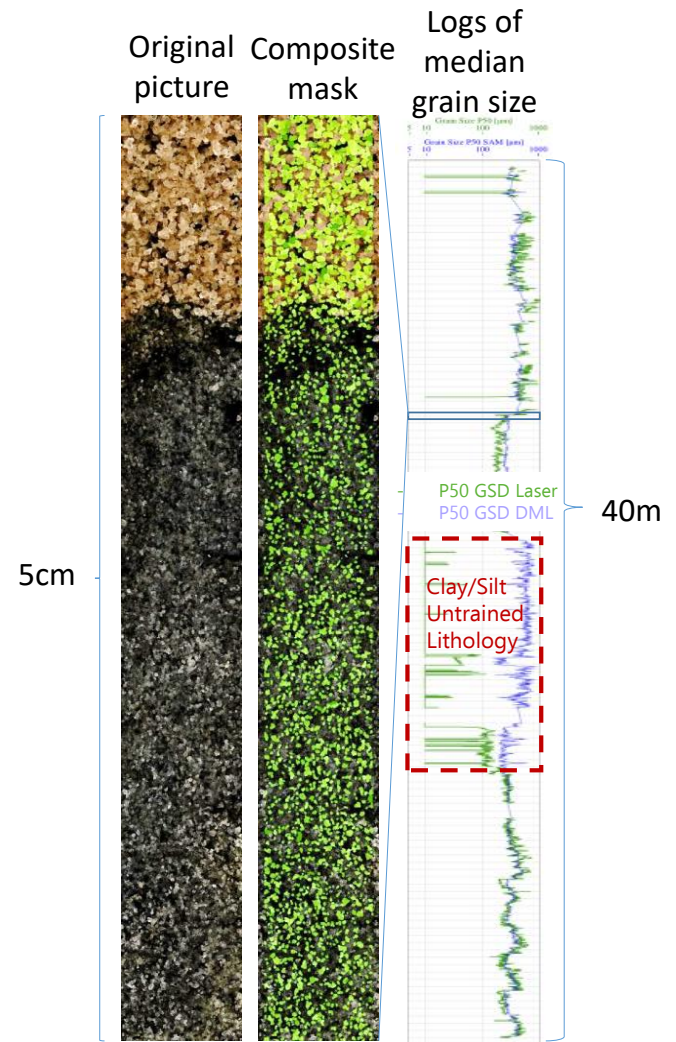 Original
picture
Composite
mask
Logs of
median
grain size
Grain Size P50 [µm]
5 10 100 1000
Grain Size P50 SAM [µm]
5 10 100 1000
P50 GSD Laser
P50 GSD DML
40m
5cm
Clay/Silt
Untrained
Lithology